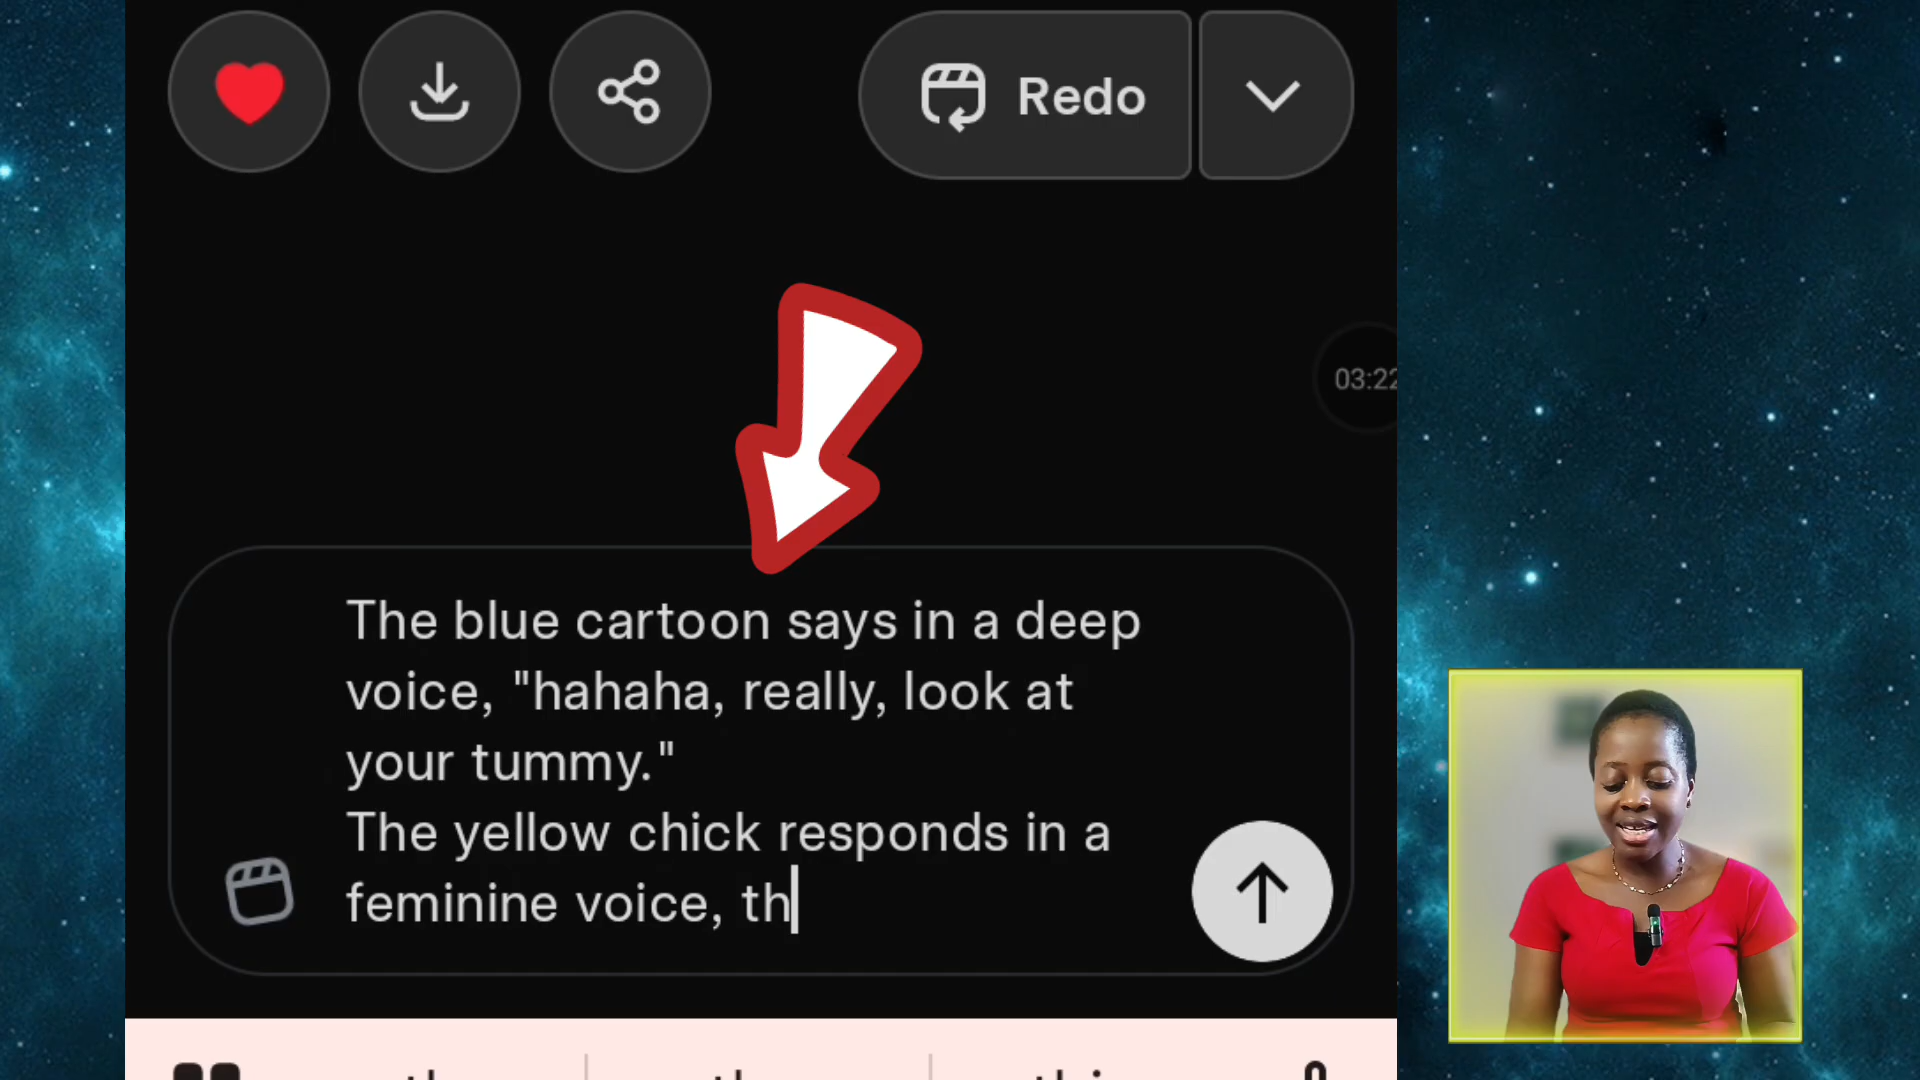 Redo
03:22
The blue cartoon says in a deep
voice, "hahaha, really, look at
your tummy."
The yellow chick responds in a
feminine voice, th